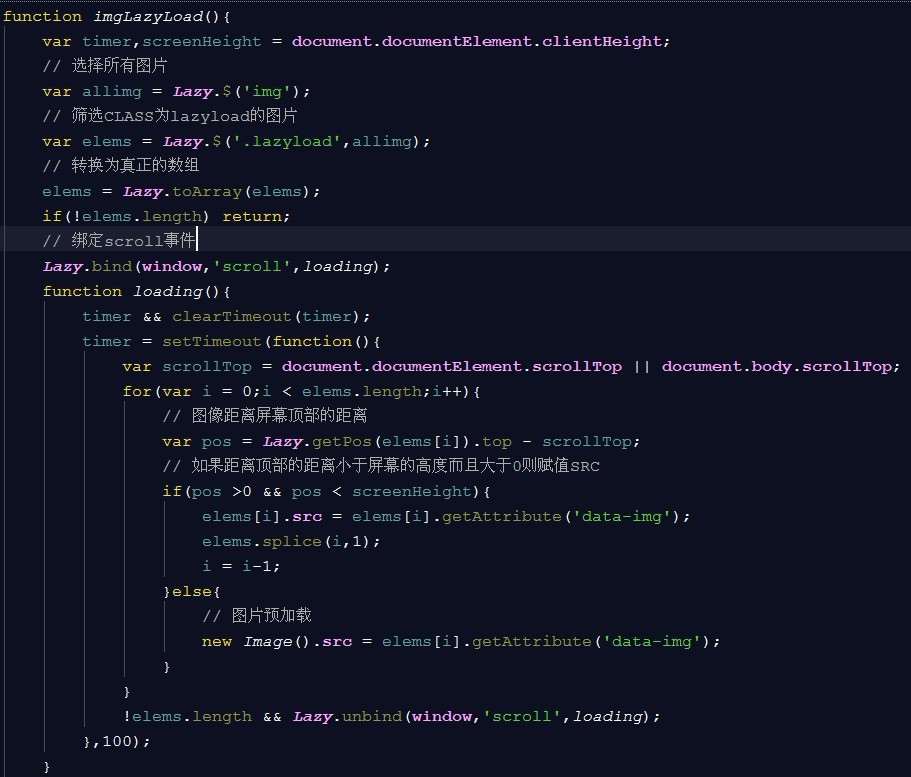 function imgLazyLoad(){
var timer,screenHeight = document.documentElement.clientHeight;
// 选择所有图片
var allimg = Lazy.$('img');
// 筛选CLASS为lazyload的图片
var elems = Lazy.$('.lazyload',allimg);
// 转换为真正的数组
elems = Lazy.toArray(elems);
if(!elems.length) return;
// 绑定scroll事件
Lazy.bind(window,'scroll',loading);
function loading(){
timer && clearTimeout(timer);
timer = setTimeout(function(){
var scrollTop = document.documentElement.scrollTop || document.body.scrollTop;
for(var i = 0;i < elems.length;i++){
// 图像距离屏幕顶部的距离
var pos = Lazy.getPos(elems[i]).top - scrollTop;
// 如果距离顶部的距离小于屏幕的高度而且大于0则赋值SRC
if(pos >0 && pos < screenHeight){
elems[i].src = elems[i].getAttribute('data-img');
elems.splice(i,1);
i = i-1;
}else{
// 图片预加载
new Image().src = elems[i].getAttribute('data-img');
}
}
!elems.length && Lazy.unbind(window,'scroll',loading);
},100);
}